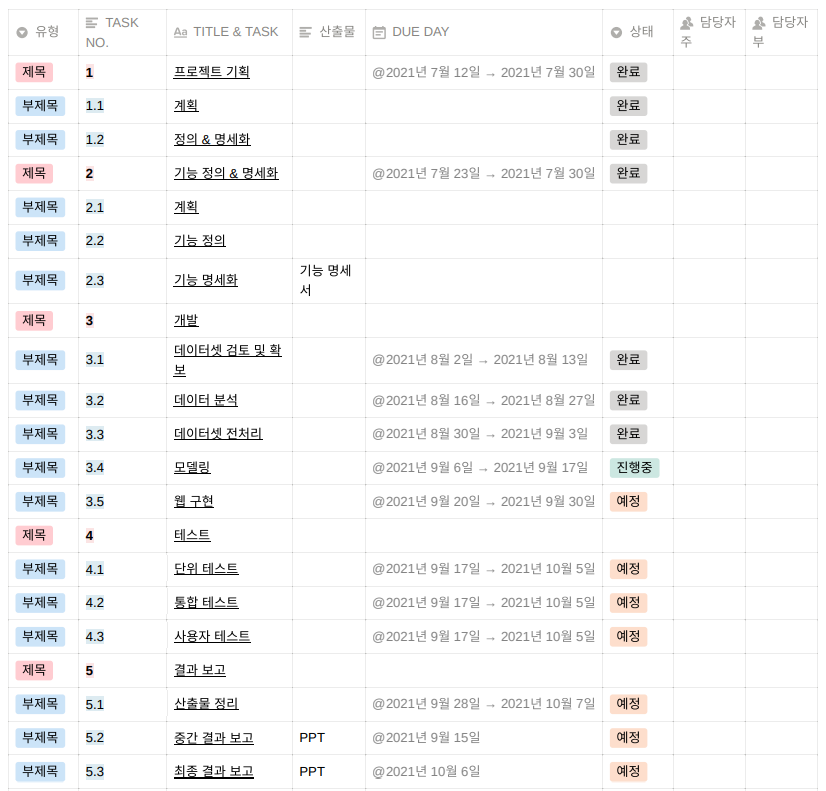 유형 TASK NO. Aa TITLE & TASK 산출물 DUE DAY 상태 담당자 주 담당자 부
제목 1 프로젝트 기획 @2021년 7월 12일 → 2021년 7월 30일 완료
부제목 1.1 계획 완료
부제목 1.2 정의 & 명세화 완료
제목 2 기능 정의 & 명세화 @2021년 7월 23일 → 2021년 7월 30일 완료
부제목 2.1 계획
부제목 2.2 기능 정의
부제목 2.3 기능 명세화 기능 명세서
제목 3 개발
부제목 3.1 데이터셋 검토 및 확보 @2021년 8월 2일 → 2021년 8월 13일 완료
부제목 3.2 데이터 분석 @2021년 8월 16일 → 2021년 8월 27일 완료
부제목 3.3 데이터셋 전처리 @2021년 8월 30일 → 2021년 9월 3일 완료
부제목 3.4 모델링 @2021년 9월 6일 → 2021년 9월 17일 진행중
부제목 3.5 웹 구현 @2021년 9월 20일 → 2021년 9월 30일 예정
제목 4 테스트
부제목 4.1 단위 테스트 @2021년 9월 17일 → 2021년 10월 5일 예정
부제목 4.2 통합 테스트 @2021년 9월 17일 → 2021년 10월 5일 예정
부제목 4.3 사용자 테스트 @2021년 9월 17일 → 2021년 10월 5일 예정
제목 5 결과 보고
부제목 5.1 산출물 정리 @2021년 9월 28일 → 2021년 10월 7일 예정
부제목 5.2 중간 결과 보고 PPT @2021년 9월 15일 예정
부제목 5.3 최종 결과 보고 PPT @2021년 10월 6일 예정